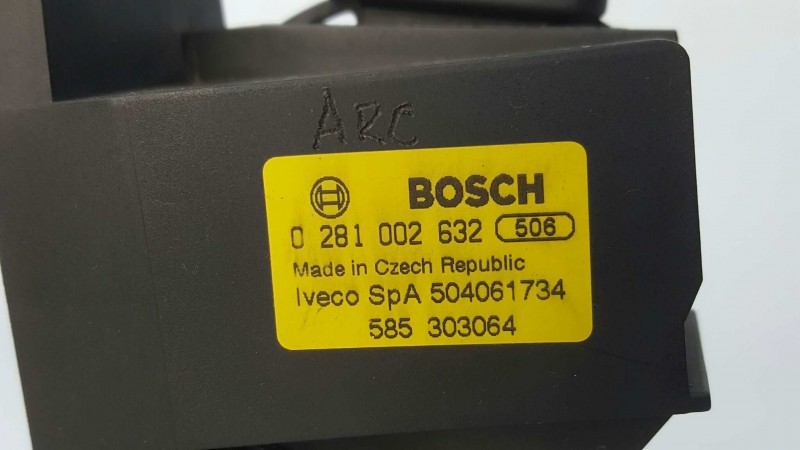 ARC
BOSCH
0 281 002 632 506
Made in Czech Republic
Iveco SpA 504061734
585 303064